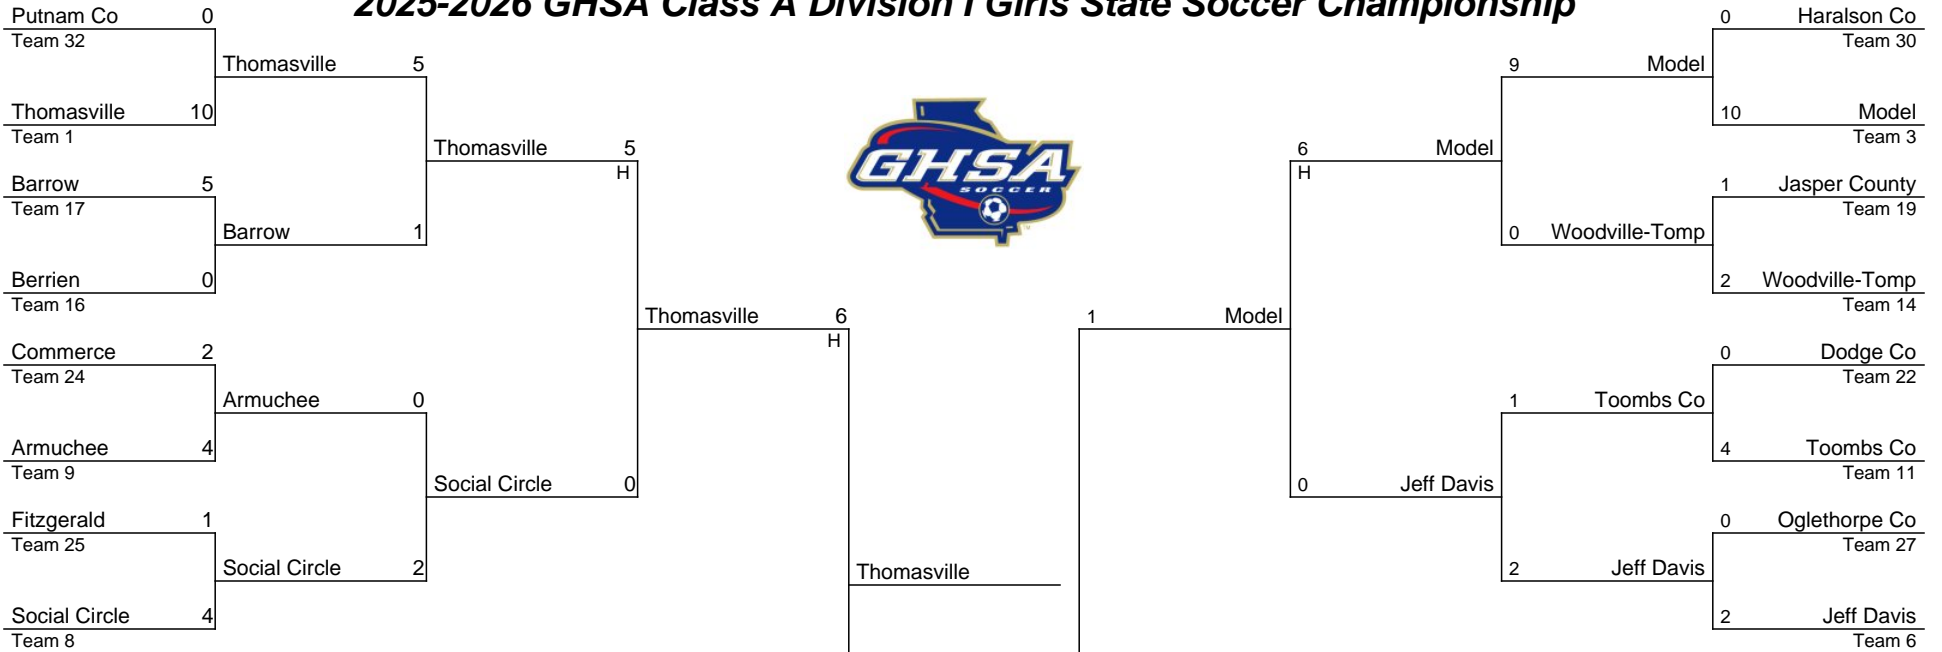 2025-2026 GHSA Class A Division I Girls State Soccer Championship
Putnam Co 0
Team 32
Thomasville 5
Thomasville 10
Team 1
Thomasville 5
H
Barrow 5
Team 17
Barrow 1
Berrien 0
Team 16
Thomasville 6
H
Commerce 2
Team 24
Armuchee 0
Armuchee 4
Team 9
Social Circle 0
Fitzgerald 1
Team 25
Social Circle 2
Social Circle 4
Team 8
Thomasville
GHSA
SOCCER
0 Haralson Co
Team 30
9 Model
10 Model
Team 3
6 Model
H
1 Jasper County
Team 19
0 Woodville-Tomp
2 Woodville-Tomp
Team 14
1 Model
0 Dodge Co
Team 22
1 Toombs Co
4 Toombs Co
Team 11
0 Jeff Davis
0 Oglethorpe Co
Team 27
2 Jeff Davis
2 Jeff Davis
Team 6